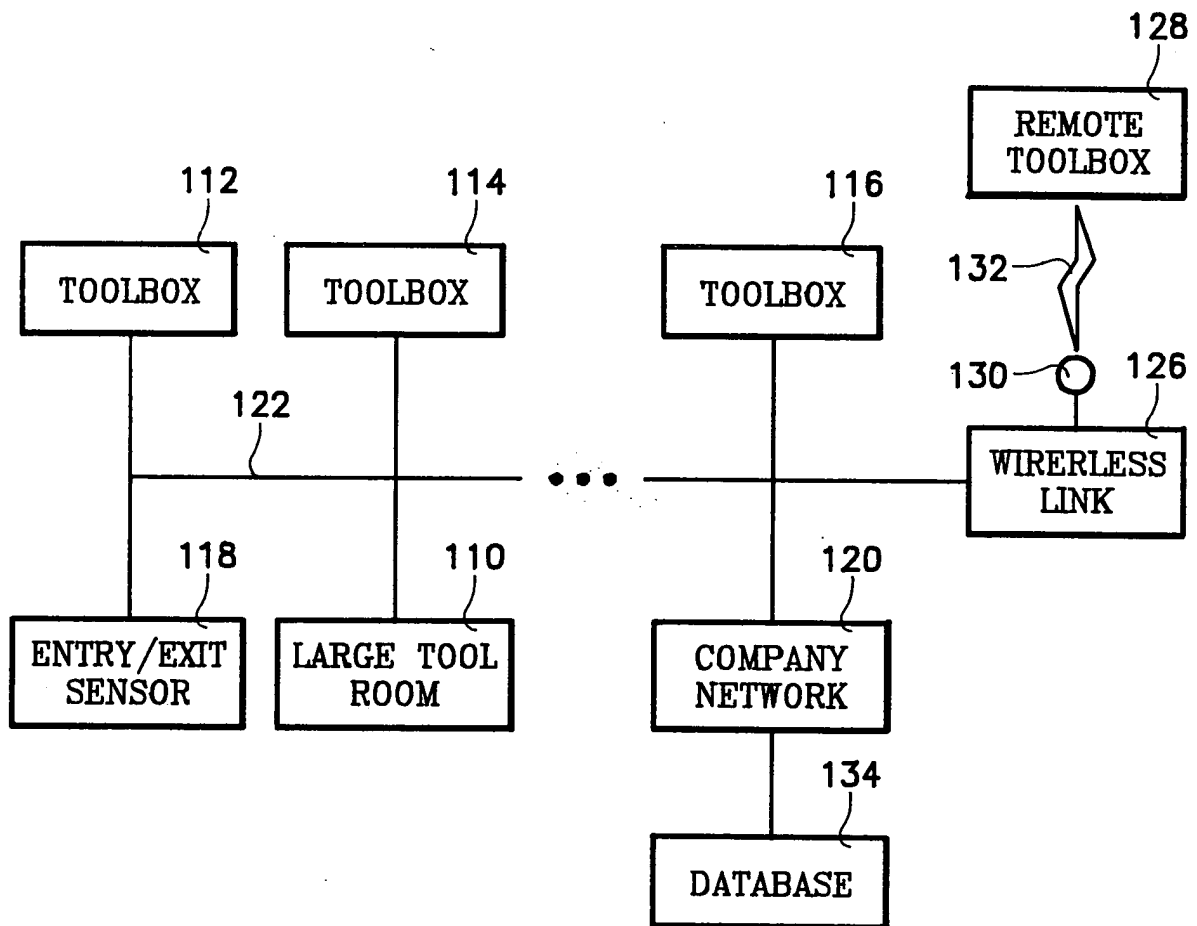 128
REMOTE
TOOLBOX
112
114
116
TOOLBOX
TOOLBOX
TOOLBOX
132
130
126
122
WIRERLESS
LINK
118
110
120
ENTRY/EXIT
SENSOR
LARGE TOOL
ROOM
COMPANY
NETWORK
134
DATABASE